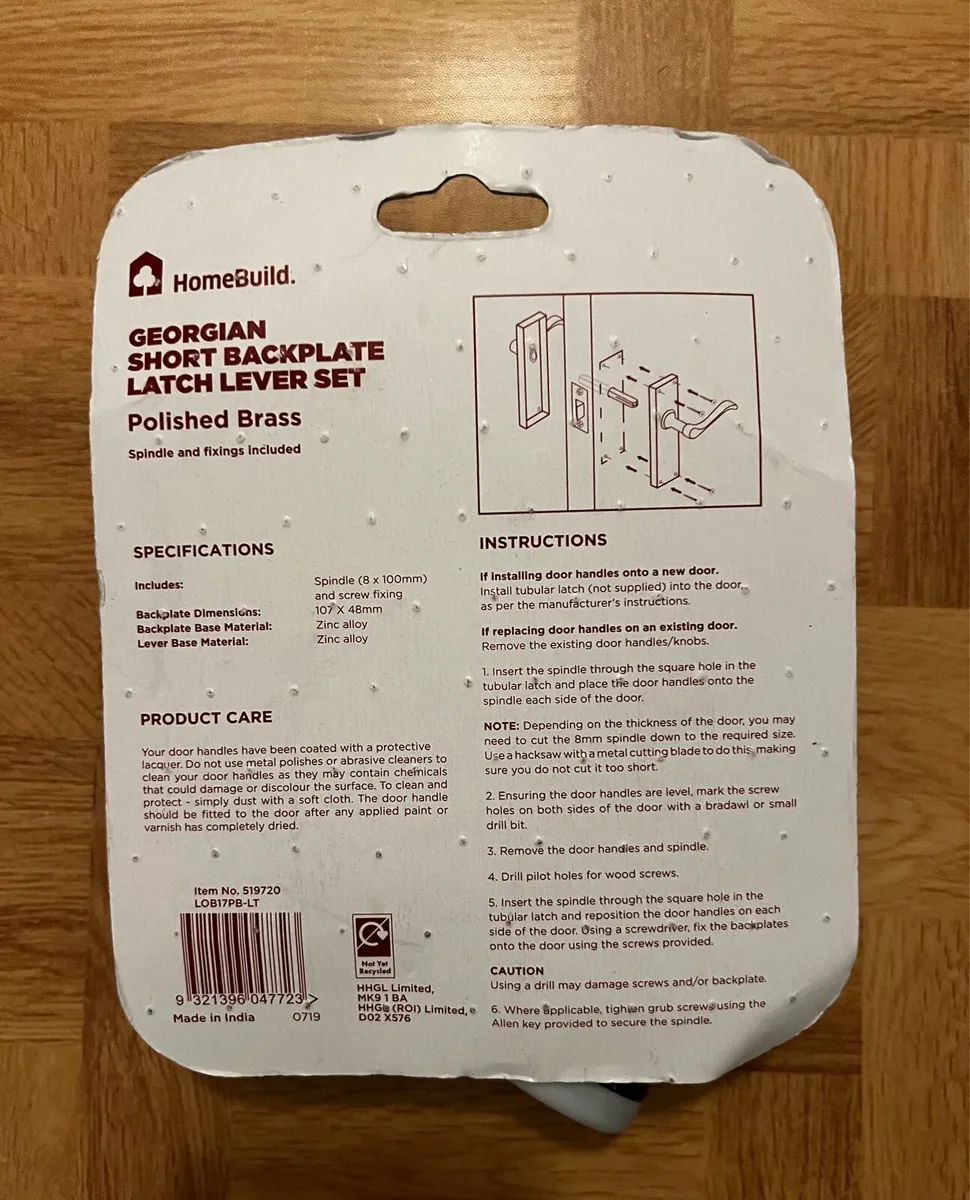 HomeBuild.
GEORGIAN
SHORT BACKPLATE
LATCH LEVER SET
Polished Brass
Spindle and fixings included
SPECIFICATIONS
Includes: Spindle (8 x 100mm)
and screw fixing
Backplate Dimensions: 107 X 48mm
Backplate Base Material: Zinc alloy
Lever Base Material: Zinc alloy
PRODUCT CARE
Your door handles have been coated with a protective
lacquer. Do not use metal polishes or abrasive cleaners to
clean your door handles as they may contain chemicals
that could damage or discolour the surface. To clean and
protect - simply dust with a soft cloth. The door handle
should be fitted to the door after any applied paint or
varnish has completely dried.
Item No. 519720
LOB17PB-LT
9 321396 047723 >
Made in India 0719
Not Yet
Recycled
HHGL Limited,
MK9 1 BA
HHGL (ROI) Limited,
D02 X576
INSTRUCTIONS
If installing door handles onto a new door.
Install tubular latch (not supplied) into the door,
as per the manufacturer's instructions.
If replacing door handles on an existing door.
Remove the existing door handles/knobs.
1. Insert the spindle through the square hole in the
tubular latch and place the door handles onto the
spindle each side of the door.
NOTE: Depending on the thickness of the door, you may
need to cut the 8mm spindle down to the required size.
Use a hacksaw with a metal cutting blade to do this, making
sure you do not cut it too short.
2. Ensuring the door handles are level, mark the screw
holes on both sides of the door with a bradawl or small
drill bit.
3. Remove the door handles and spindle.
4. Drill pilot holes for wood screws.
5. Insert the spindle through the square hole in the
tubular latch and reposition the door handles on each
side of the door. Using a screwdriver, fix the backplates
onto the door using the screws provided.
CAUTION
Using a drill may damage screws and/or backplate.
6. Where applicable, tighten grub screws using the
Allen key provided to secure the spindle.